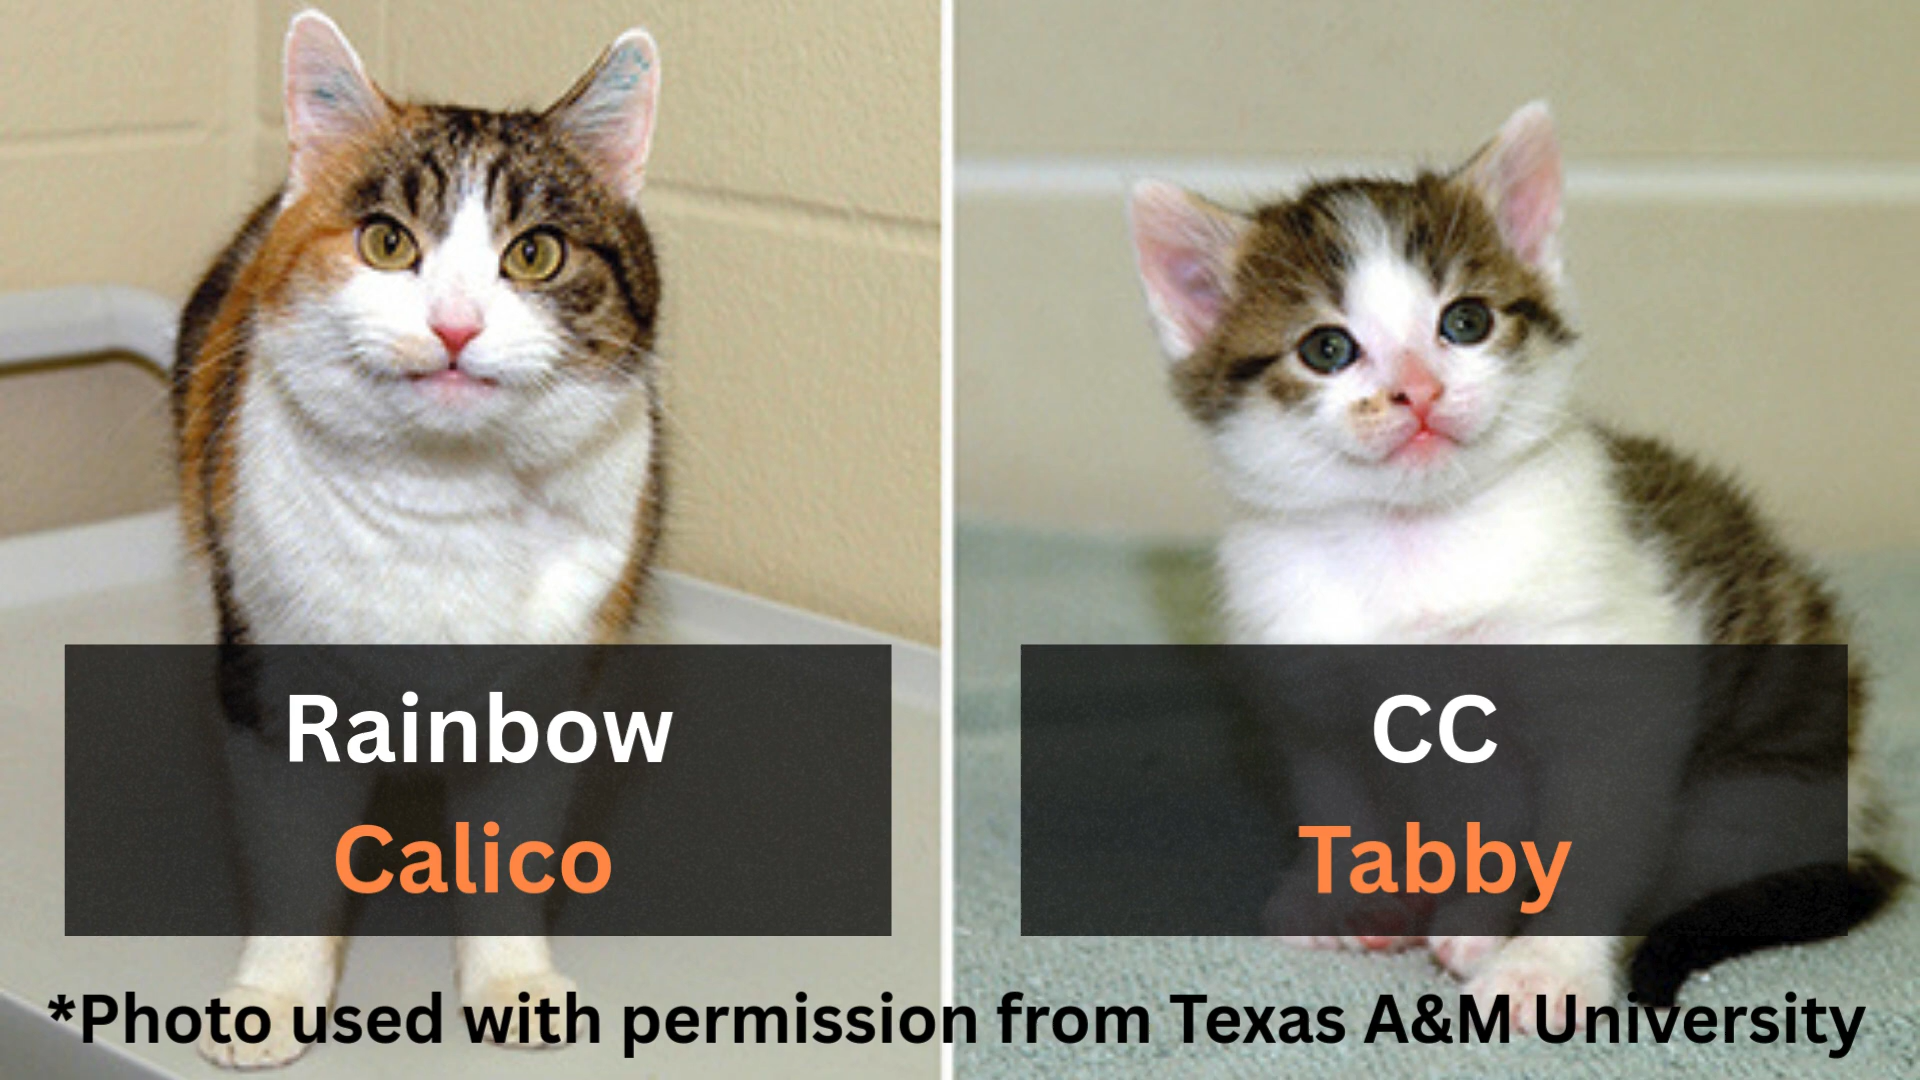 Rainbow
Calico
CC
Tabby
*Photo used with permission from Texas A&M University